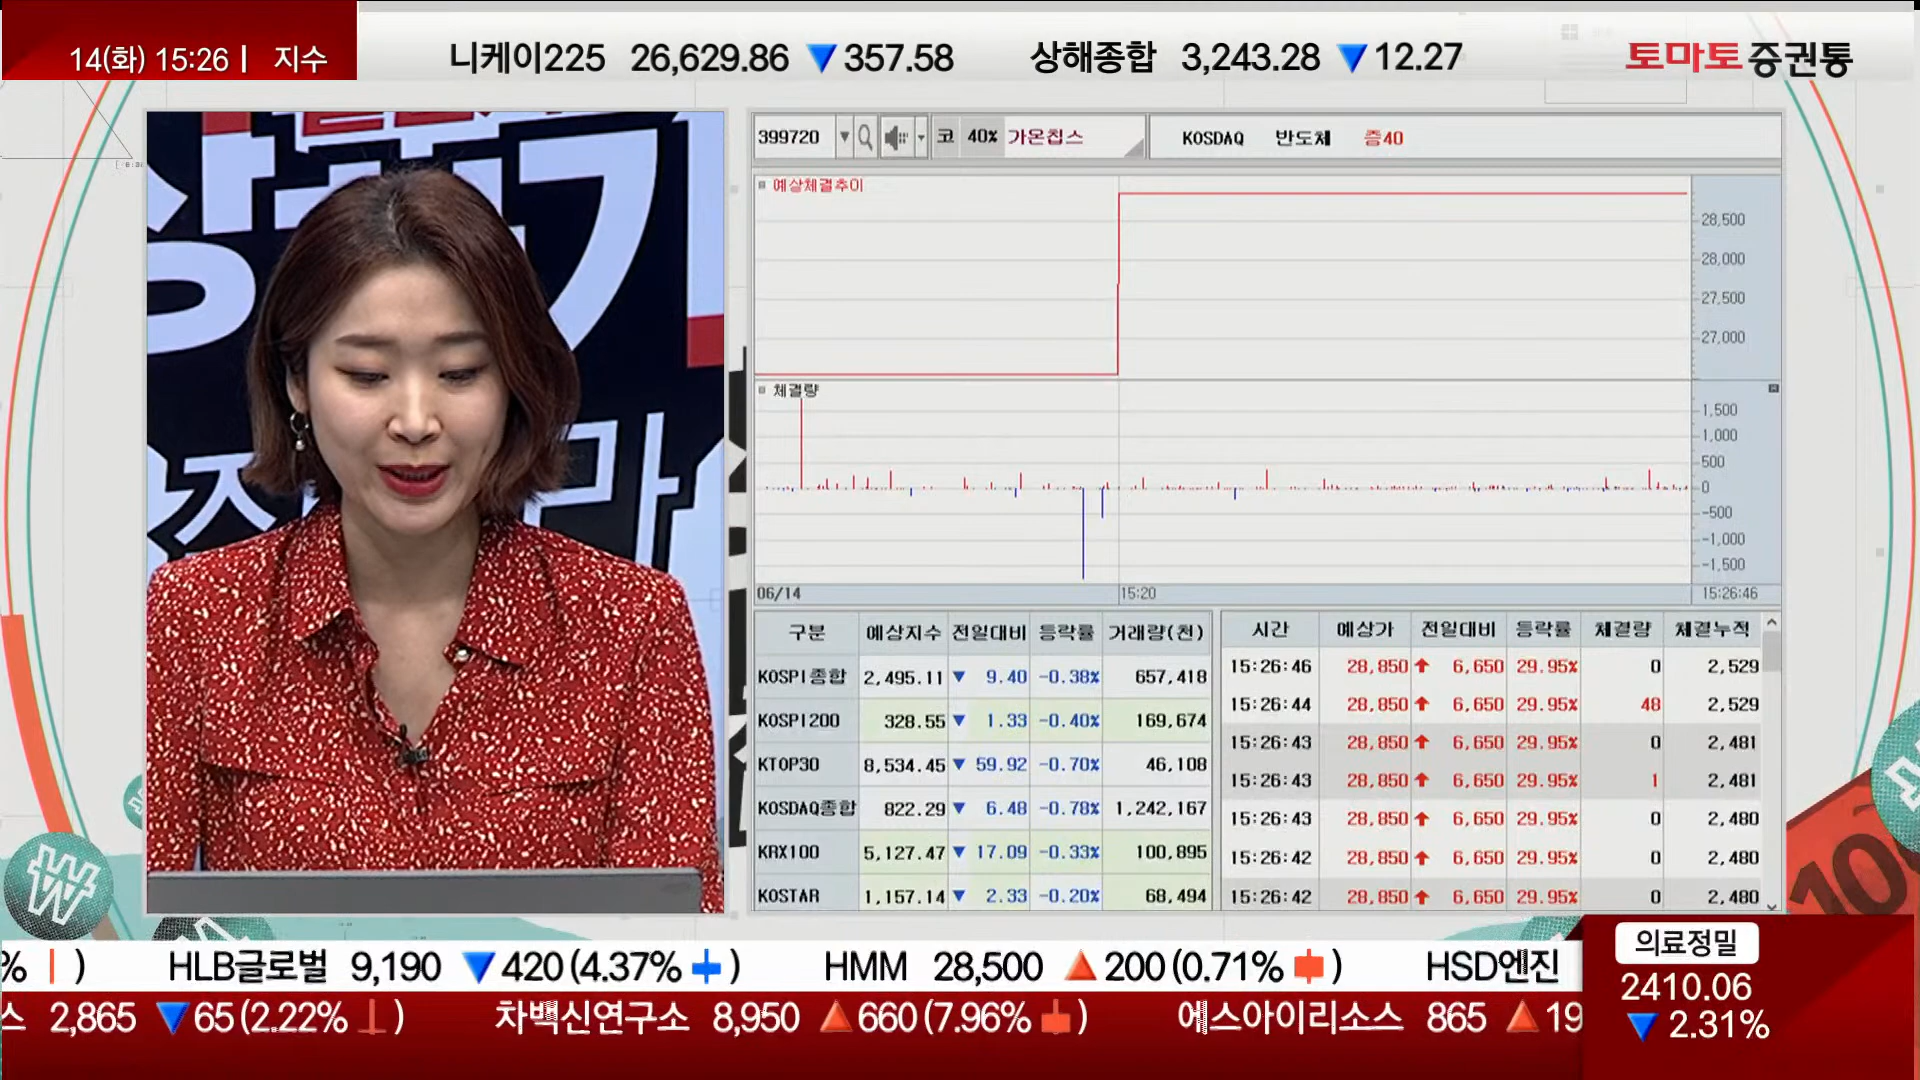 14(화) 15:26 | 지수 니케이225 26,629.86 ▼357.58 상해종합 3,243.28 ▼12.27 토마토증권통
399720 코 40% 가온칩스 KOSDAQ 반도체 증40
예상체결추이
28,500
28,000
27,500
27,000
체결량
1,500
1,000
500
0
-500
-1,000
-1,500
06/14 15:20 15:26:46
구분 예상지수 전일대비 등락률 거래량(천)
KOSPI종합 2,495.11 ▼ 9.40 -0.38% 657,418
KOSPI200 328.55 ▼ 1.33 -0.40% 169,674
KTOP30 8,534.45 ▼ 59.92 -0.70% 46,108
KOSDAQ종합 822.29 ▼ 6.48 -0.78% 1,242,167
KRX100 5,127.47 ▼ 17.09 -0.33% 100,895
KOSTAR 1,157.14 ▼ 2.33 -0.20% 68,494
시간 예상가 전일대비 등락률 체결량 체결누적
15:26:46 28,850 ↑ 6,650 29.95% 0 2,529
15:26:44 28,850 ↑ 6,650 29.95% 48 2,529
15:26:43 28,850 ↑ 6,650 29.95% 0 2,481
15:26:43 28,850 ↑ 6,650 29.95% 1 2,481
15:26:43 28,850 ↑ 6,650 29.95% 0 2,480
15:26:42 28,850 ↑ 6,650 29.95% 0 2,480
15:26:42 28,850 ↑ 6,650 29.95% 0 2,480
% ) HLB글로벌 9,190 ▼420(4.37% ) HMM 28,500 ▲200(0.71% ) HSD엔진
스 2,865 ▼65(2.22% ) 차백신연구소 8,950 ▲660(7.96% ) 에스아이리소스 865 ▲19
의료정밀
2410.06
▼ 2.31%